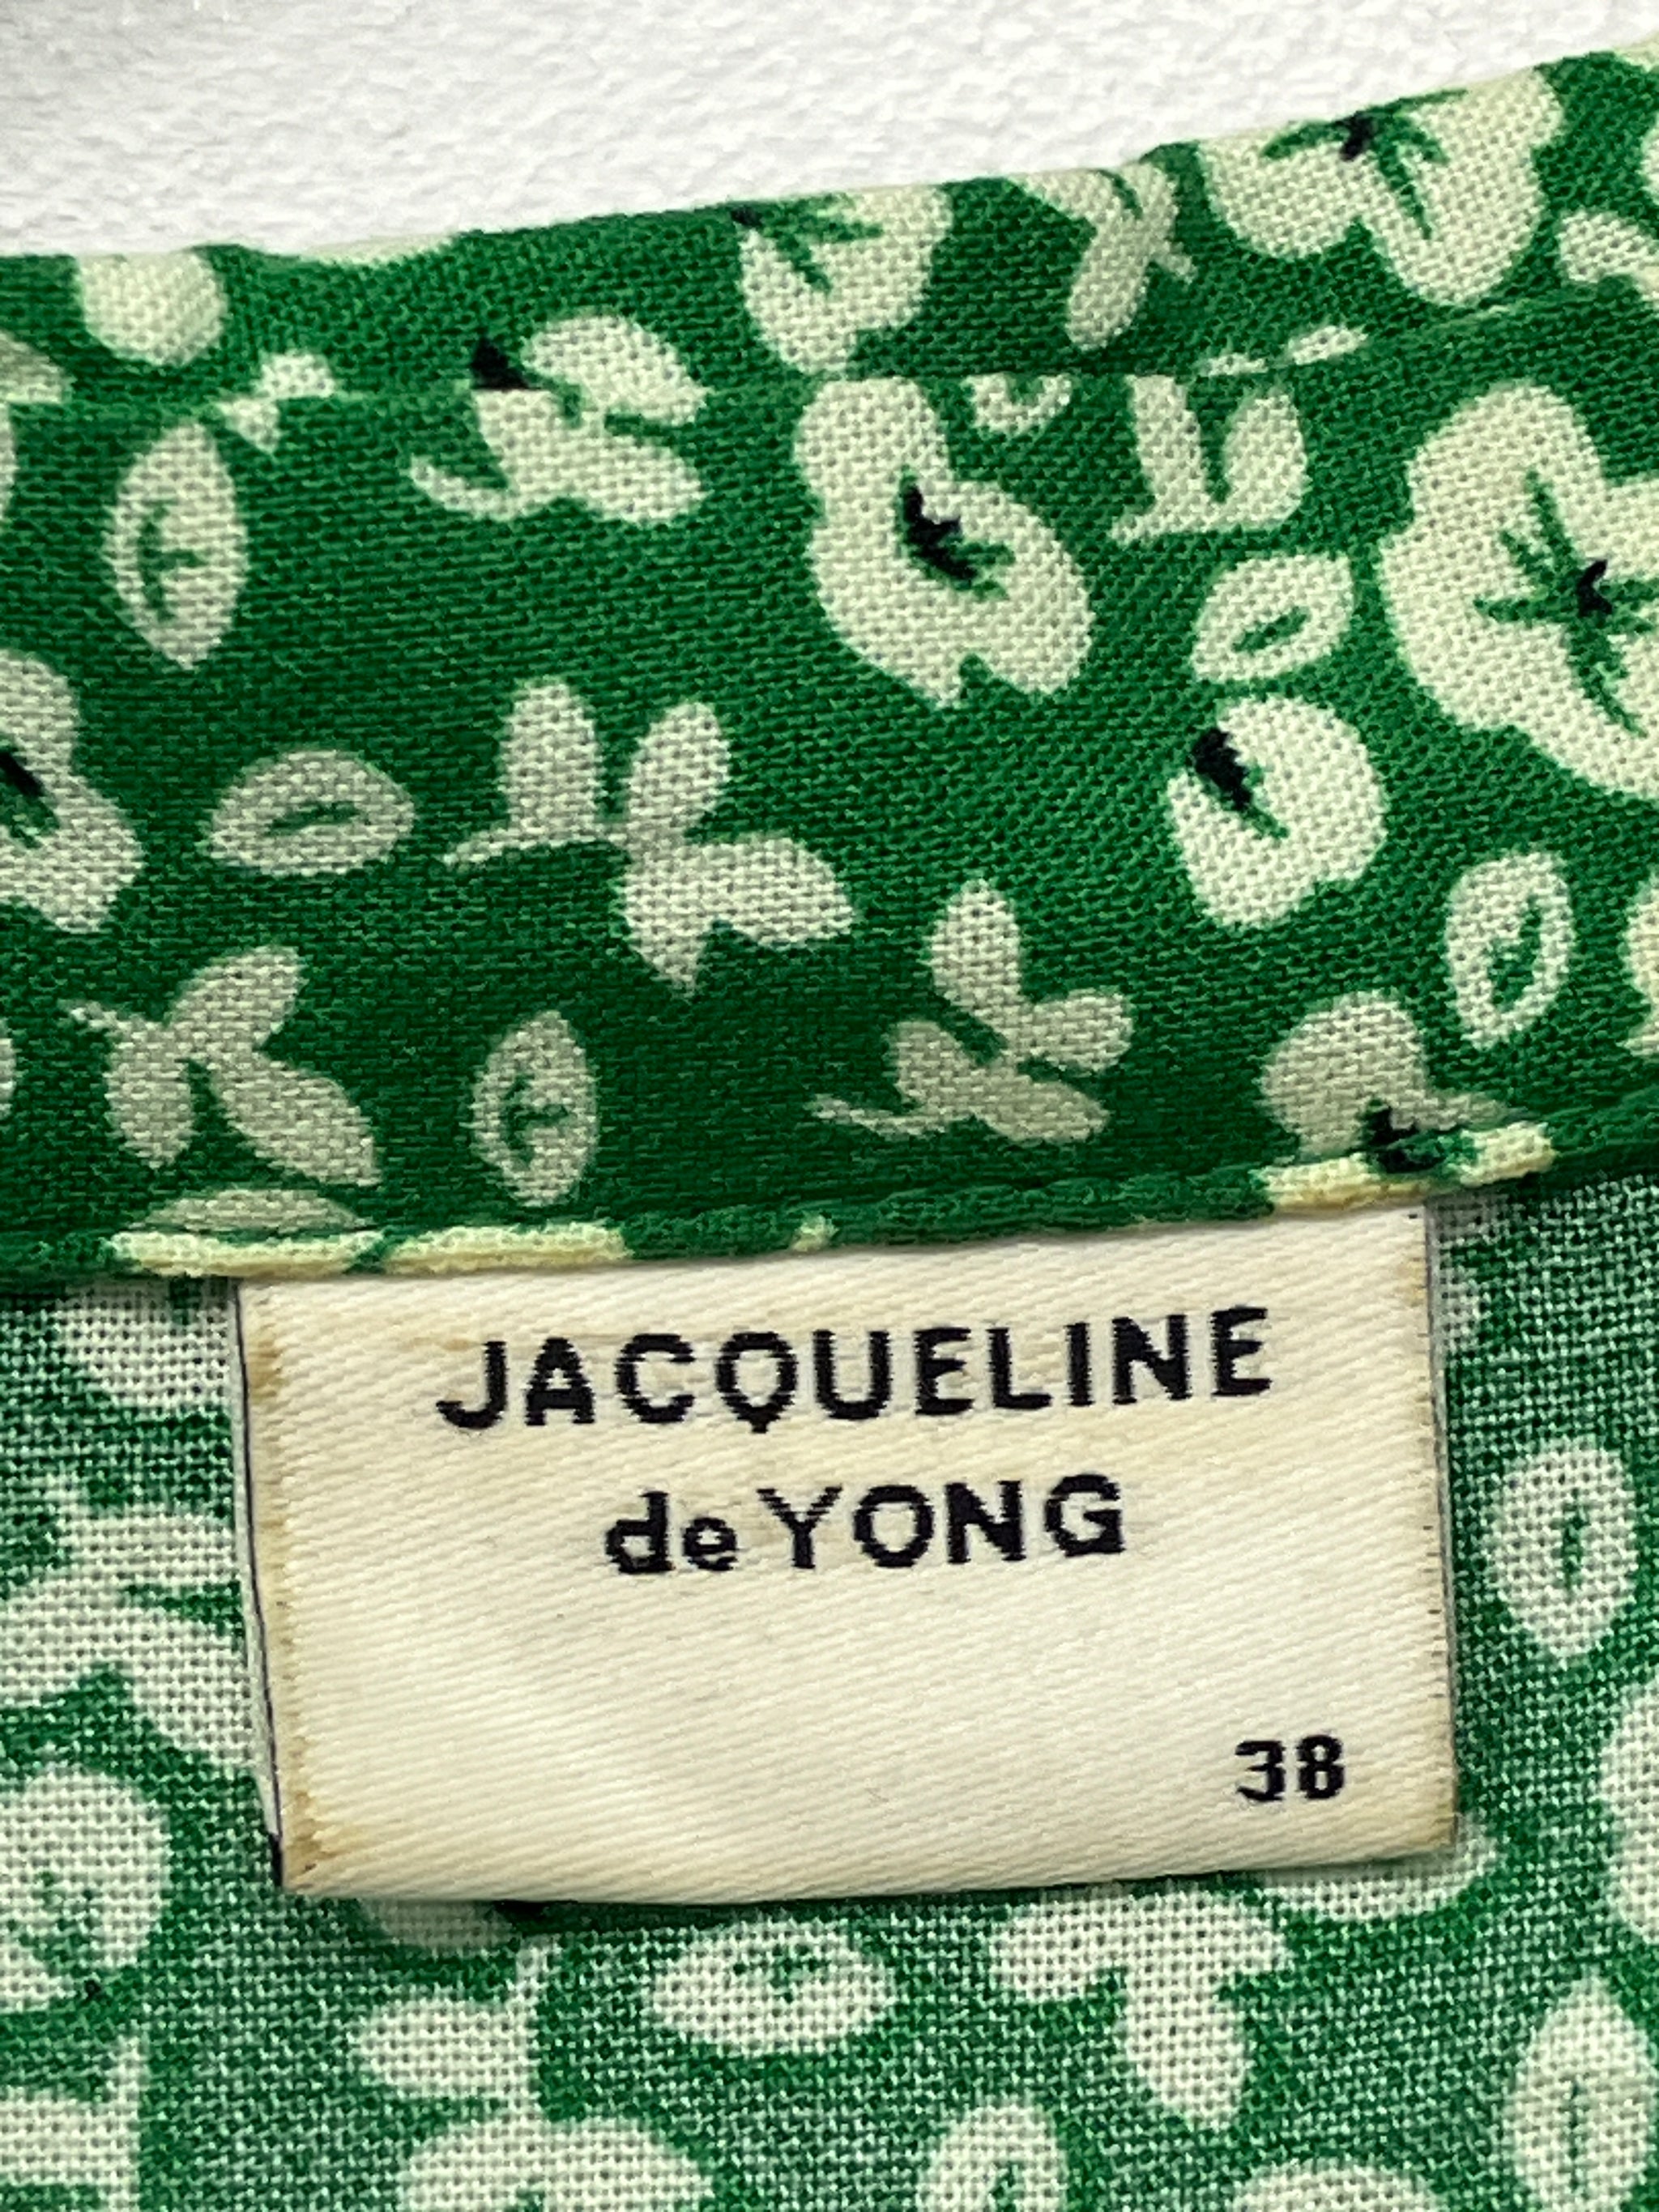 JACQUELINE
de YONG
38